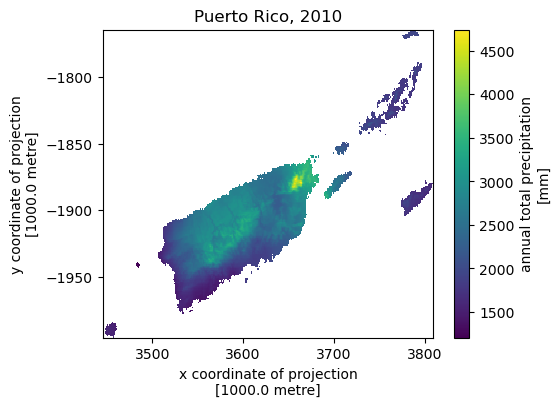 Puerto Rico, 2010
−1800
−1850
−1900
−1950
y coordinate of projection
[1000.0 metre]
3500
3600
3700
3800
x coordinate of projection
[1000.0 metre]
4500
4000
3500
3000
2500
2000
1500
annual total precipitation
[mm]